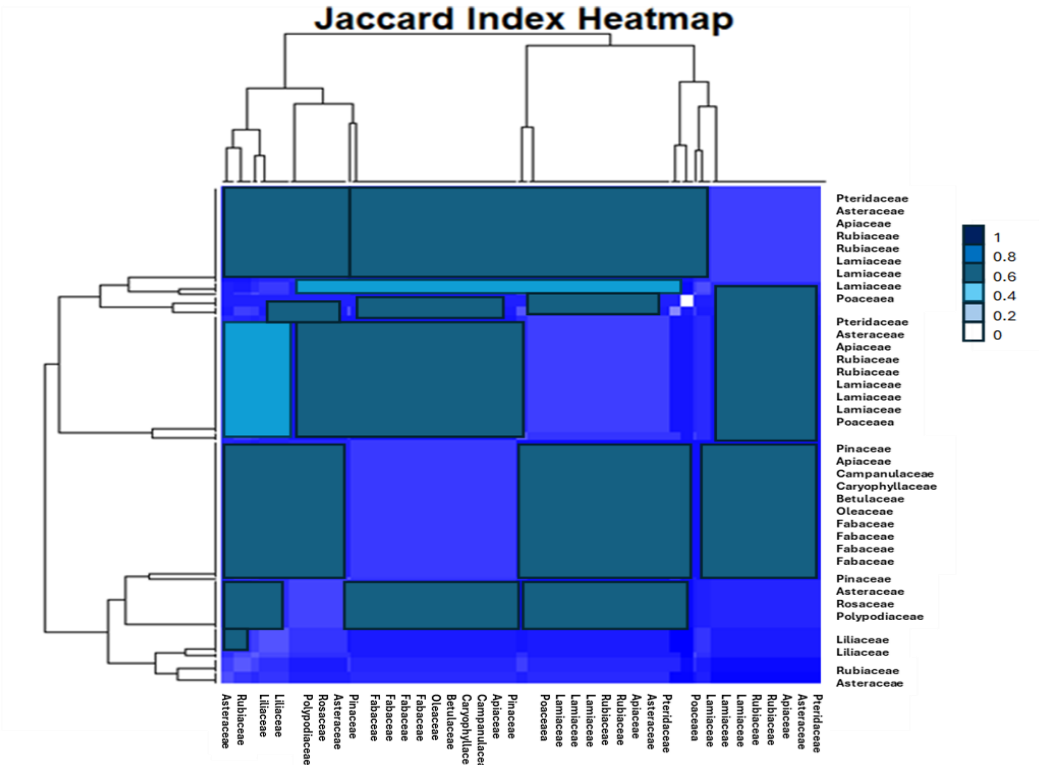 Jaccard Index Heatmap
Pteridaceae
Asteraceae
Apiaceae
Rubiaceae
Rubiaceae
Lamiaceae
Lamiaceae
Lamiaceae
Poaceaea
Pteridaceae
Asteraceae
Apiaceae
Rubiaceae
Rubiaceae
Lamiaceae
Lamiaceae
Lamiaceae
Poaceaea
Pinaceae
Apiaceae
Campanulaceae
Caryophyllaceae
Betulaceae
Oleaceae
Fabaceae
Fabaceae
Fabaceae
Fabaceae
Pinaceae
Asteraceae
Rosaceae
Polypodiaceae
Liliaceae
Liliaceae
Rubiaceae
Asteraceae
1
0.8
0.6
0.4
0.2
0
Asteraceae
Rubiaceae
Liliaceae
Liliaceae
Polypodiaceae
Rosaceae
Asteraceae
Pinaceae
Fabaceae
Fabaceae
Fabaceae
Fabaceae
Oleaceae
Betulaceae
Caryophyllace
Campanulacea
Apiaceae
Pinaceae
Poaceaea
Lamiaceae
Lamiaceae
Lamiaceae
Rubiaceae
Rubiaceae
Apiaceae
Asteraceae
Pteridaceae
Poaceaea
Lamiaceae
Lamiaceae
Lamiaceae
Rubiaceae
Rubiaceae
Apiaceae
Asteraceae
Pteridaceae